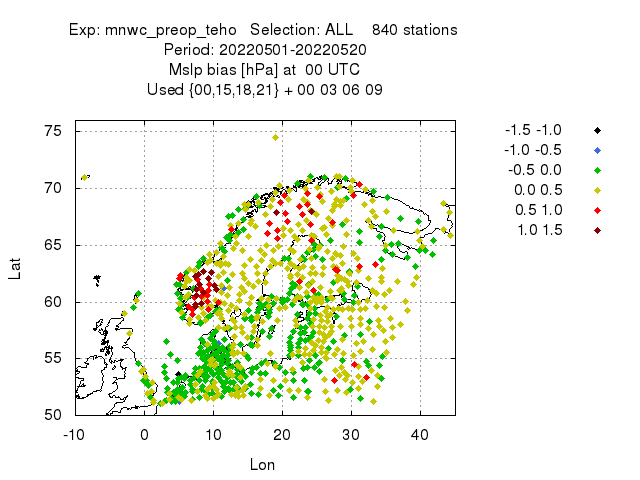 Exp: mnwc_preop_teho   Selection: ALL    840 stations
Period: 20220501-20220520
Mslp bias [hPa] at  00 UTC
Used {00,15,18,21} + 00 03 06 09
-1.5 -1.0
-1.0 -0.5
-0.5 0.0
0.0 0.5
0.5 1.0
1.0 1.5
75
70
65
60
55
50
Lat
-10 0 10 20 30 40
Lon